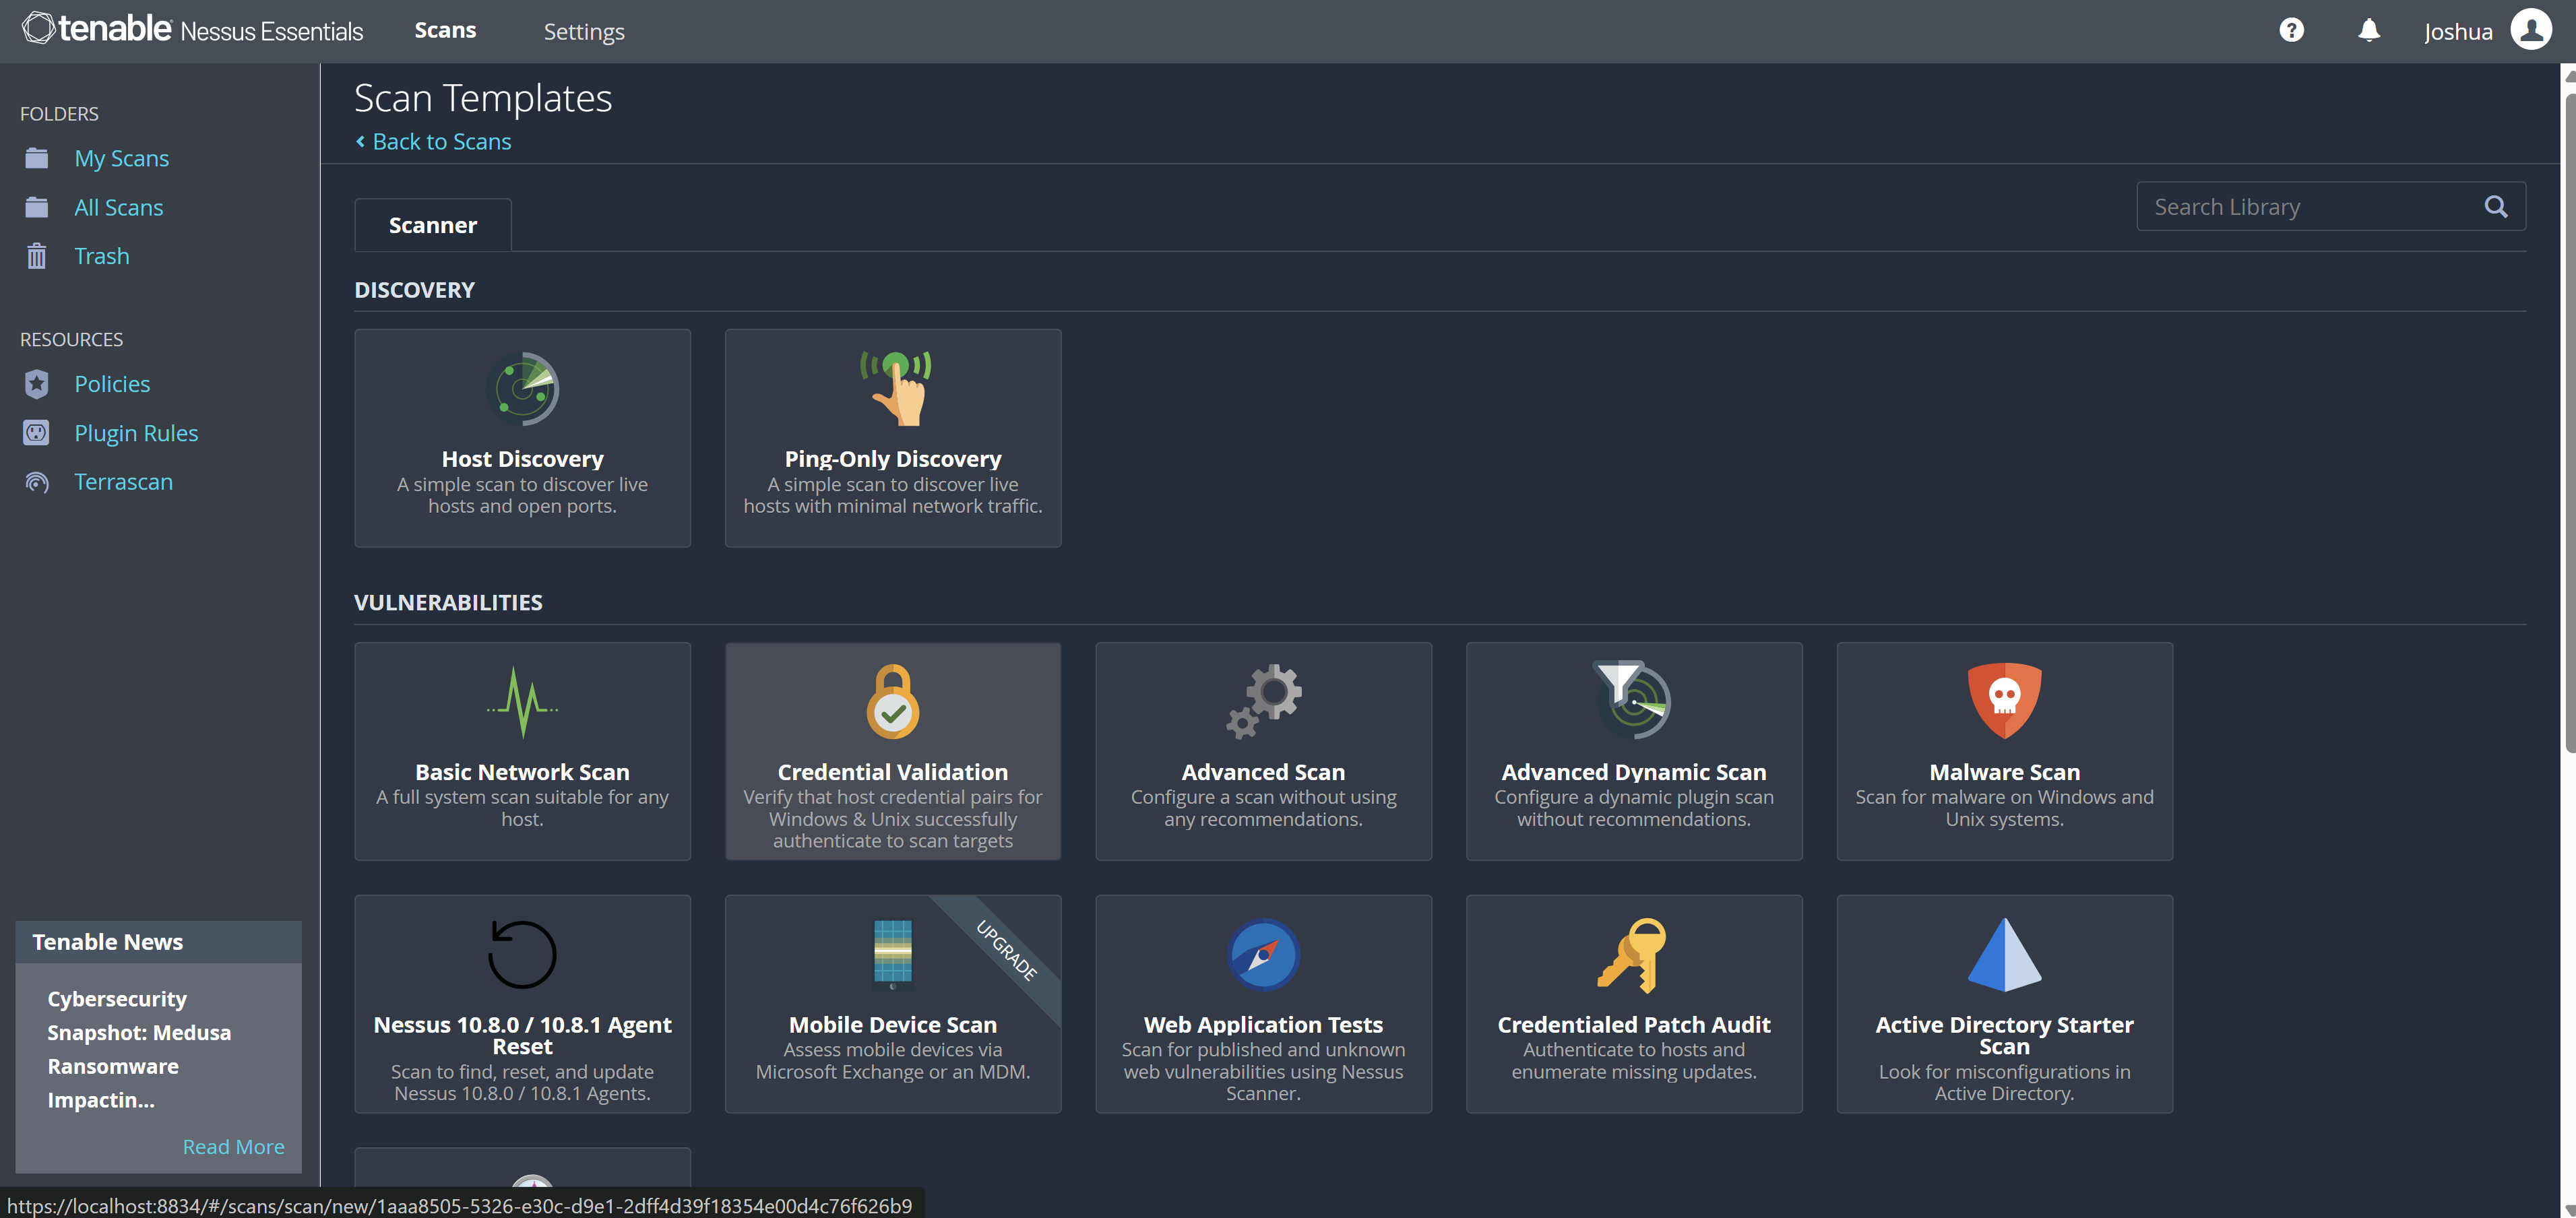 tenable Nessus Essentials Scans Settings Joshua
FOLDERS
My Scans
All Scans
Trash
RESOURCES
Policies
Plugin Rules
Terrascan
Tenable News
Cybersecurity
Snapshot: Medusa
Ransomware
Impactin...
Read More
Scan Templates
Back to Scans
Scanner
Search Library
DISCOVERY
Host Discovery
A simple scan to discover live
hosts and open ports.
Ping-Only Discovery
A simple scan to discover live
hosts with minimal network traffic.
VULNERABILITIES
Basic Network Scan
A full system scan suitable for any
host.
Credential Validation
Verify that host credential pairs for
Windows & Unix successfully
authenticate to scan targets
Advanced Scan
Configure a scan without using
any recommendations.
Advanced Dynamic Scan
Configure a dynamic plugin scan
without recommendations.
Malware Scan
Scan for malware on Windows and
Unix systems.
Nessus 10.8.0 / 10.8.1 Agent
Reset
Scan to find, reset, and update
Nessus 10.8.0 / 10.8.1 Agents.
UPGRADE
Mobile Device Scan
Assess mobile devices via
Microsoft Exchange or an MDM.
Web Application Tests
Scan for published and unknown
web vulnerabilities using Nessus
Scanner.
Credentialed Patch Audit
Authenticate to hosts and
enumerate missing updates.
Active Directory Starter
Scan
Look for misconfigurations in
Active Directory.
https://localhost:8834/#/scans/scan/new/1aaa8505-5326-e30c-d9e1-2dff4d39f18354e00d4c76f626b9